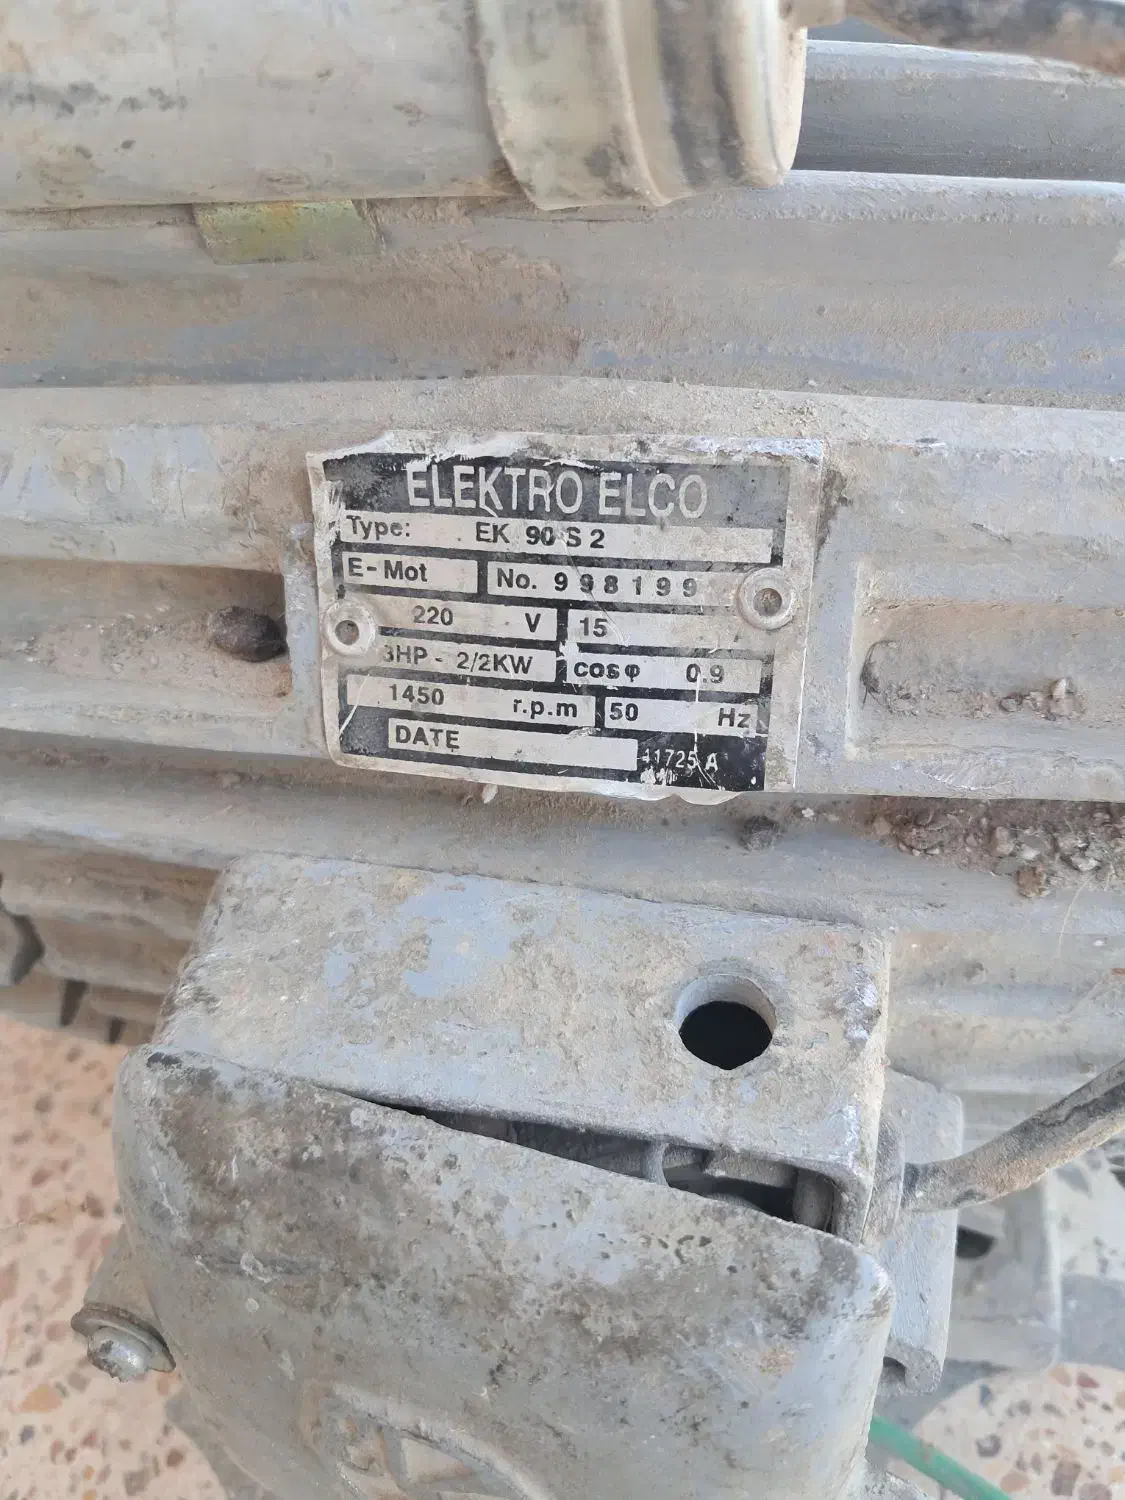 ELEKTRO ELCO
Type: EK 90 S 2
E-Mot No. 998199
220 V 15
3HP - 2/2KW cosφ 0.9
1450 r.p.m 50 Hz
DATE 11725 A